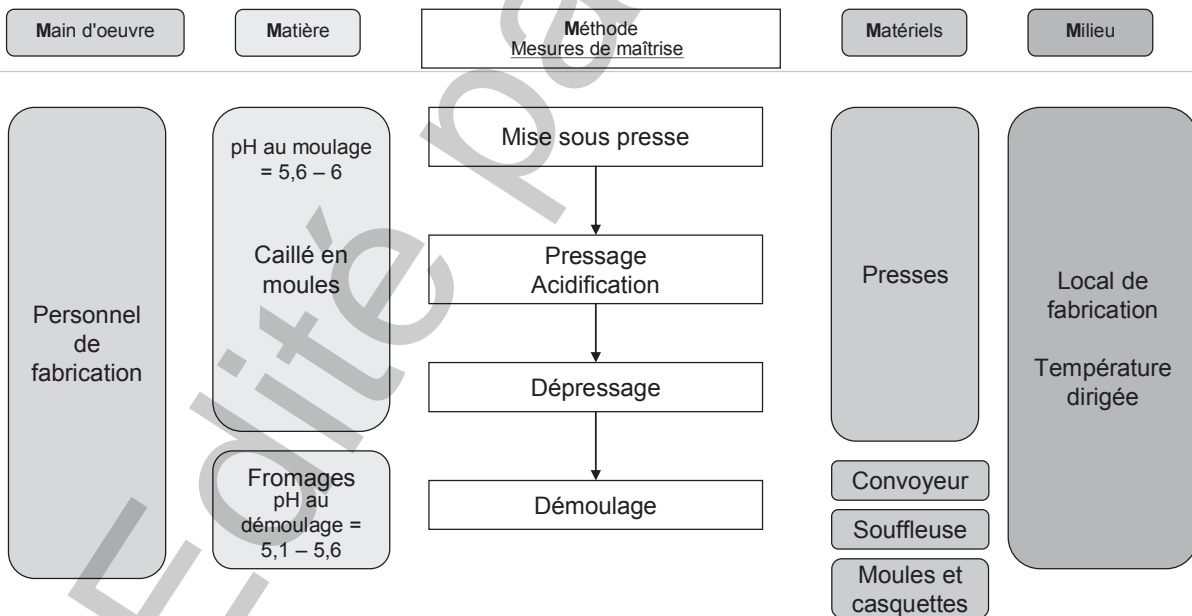 Main d'oeuvre
Matière
Méthode
Mesures de maîtrise
Matériels
Milieu
Personnel
de
fabrication
pH au moulage
= 5,6 – 6
Caillé en
moules
Fromages
pH au
démoulage =
5,1 – 5,6
Mise sous presse
Pressage
Acidification
Dépressage
Démoulage
Presses
Convoyeur
Souffleuse
Moules et
casquettes
Local de
fabrication
Température
dirigée
Edité pa